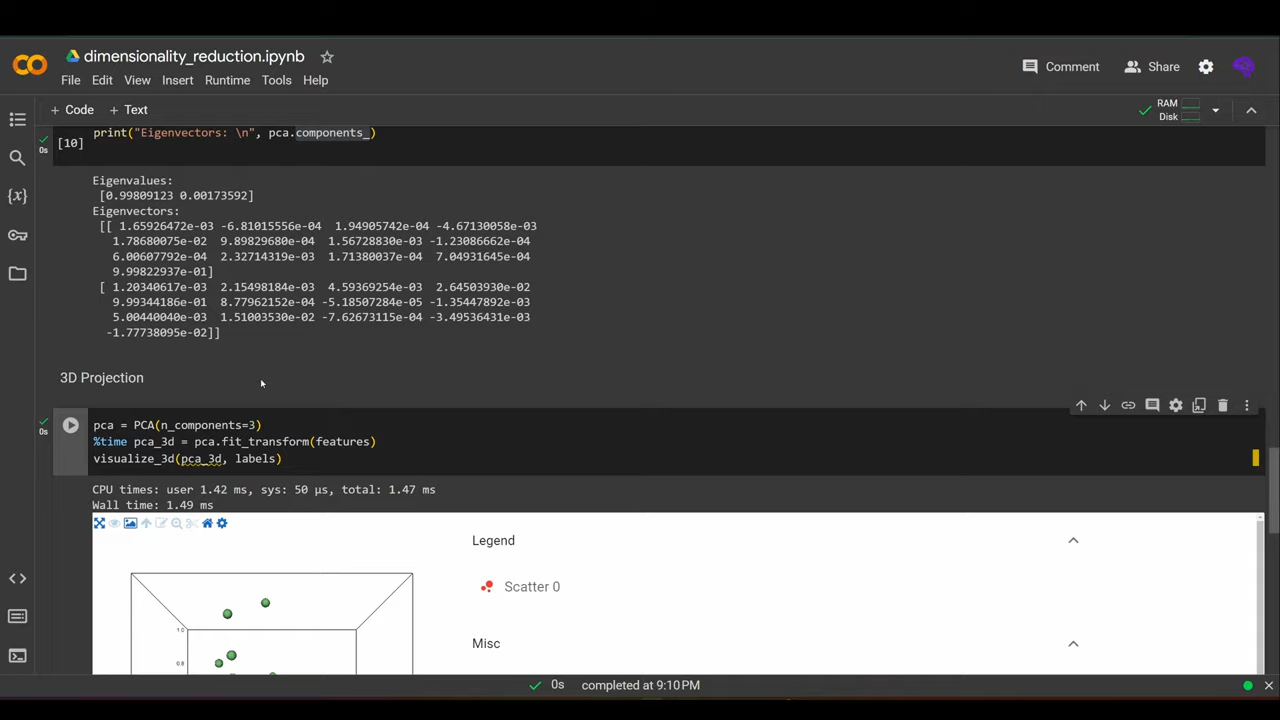 dimensionality_reduction.ipynb
File Edit View Insert Runtime Tools Help
Comment Share
+ Code + Text
RAM
Disk
print("Eigenvectors: \n", pca.components_)
[10]
0s
Eigenvalues:
[0.99809123 0.00173592]
Eigenvectors:
[[ 1.65926472e-03 -6.81015556e-04 1.94905742e-04 -4.67130058e-03
1.78680075e-02 9.89829680e-04 1.56728830e-03 -1.23086662e-04
6.00607792e-04 2.32714319e-03 1.71380037e-04 7.04931645e-04
9.99822937e-01]
[ 1.20340617e-03 2.15498184e-03 4.59369254e-03 2.64503930e-02
9.99344186e-01 8.77962152e-04 -5.18507284e-05 -1.35447892e-03
5.00440040e-03 1.51003530e-02 -7.62673115e-04 -3.49536431e-03
-1.77738095e-02]]
3D Projection
0s
pca = PCA(n_components=3)
%time pca_3d = pca.fit_transform(features)
visualize_3d(pca_3d, labels)
CPU times: user 1.42 ms, sys: 50 µs, total: 1.47 ms
Wall time: 1.49 ms
Legend
Scatter 0
Misc
1.0
0.8
0s completed at 9:10 PM